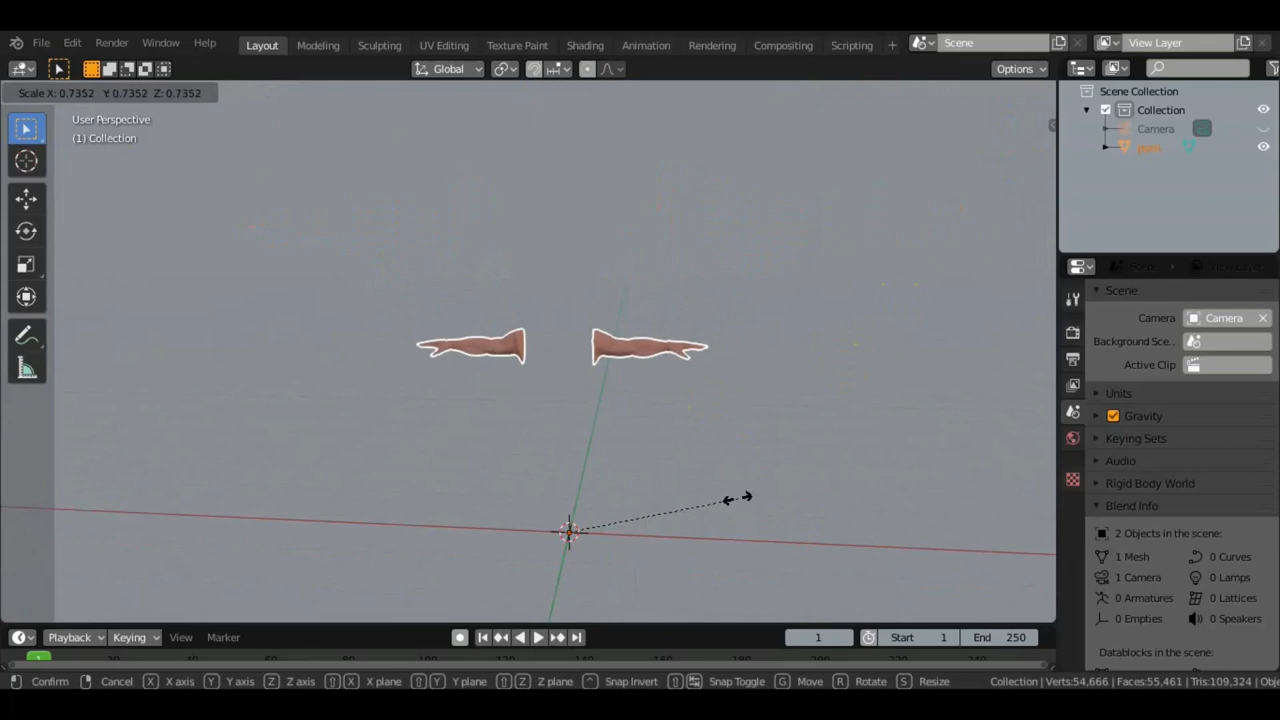 File Edit Render Window Help Layout Modeling Sculpting UV Editing Texture Paint Shading Animation Rendering Compositing Scripting + Scene View Layer
Global Options
Scale X: 0.7352 Y: 0.7352 Z: 0.7352
User Perspective
(1) Collection
Scene Collection
Collection
Camera
Scene
Camera Camera
Background Sce..
Active Clip
Units
Gravity
Keying Sets
Audio
Rigid Body World
Blend Info
2 Objects in the scene:
1 Mesh 0 Curves
1 Camera 0 Lamps
0 Armatures 0 Lattices
0 Empties 0 Speakers
Datablocks in the scene:
Playback Keying View Marker 1 Start 1 End 250
Confirm Cancel X X axis Y Y axis Z Z axis X X plane Y Y plane Z Z plane Snap Invert Snap Toggle G Move R Rotate S Resize Collection | Verts:54,666 | Faces:55,461 | Tris:109,324 | Obje